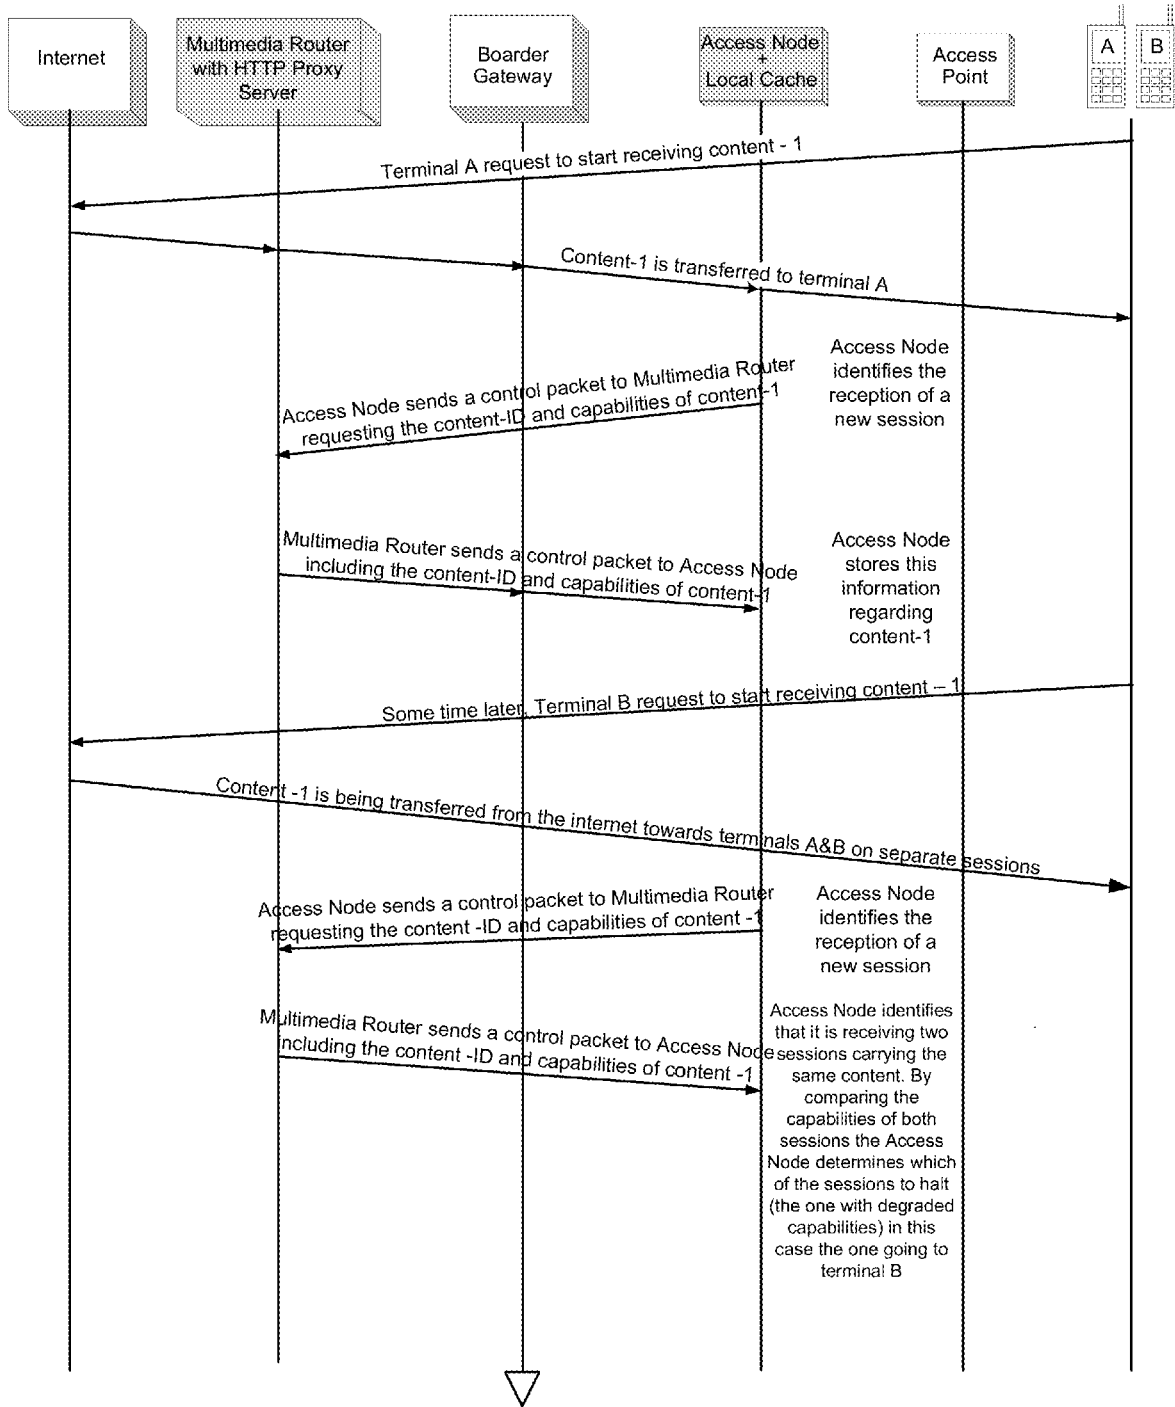 Internet
Multimedia Router
with HTTP Proxy
Server
Boarder
Gateway
Access Node
+
Local Cache
Access
Point
A
B
Terminal A request to start receiving content - 1
Content-1 is transferred to terminal A
Access Node
identifies the
reception of a
new session
Access Node sends a control packet to Multimedia Router
requesting the content-ID and capabilities of content-1
Multimedia Router sends a control packet to Access Node
including the content-ID and capabilities of content-1
Access Node
stores this
information
regarding
content-1
Some time later, Terminal B request to start receiving content – 1
Content -1 is being transferred from the internet towards terminals A&B on separate sessions
Access Node sends a control packet to Multimedia Router
requesting the content -ID and capabilities of content -1
Access Node
identifies the
reception of a
new session
Multimedia Router sends a control packet to Access Node
including the content -ID and capabilities of content -1
Access Node identifies
that it is receiving two
sessions carrying the
same content. By
comparing the
capabilities of both
sessions the Access
Node determines which
of the sessions to halt
(the one with degraded
capabilities) in this
case the one going to
terminal B